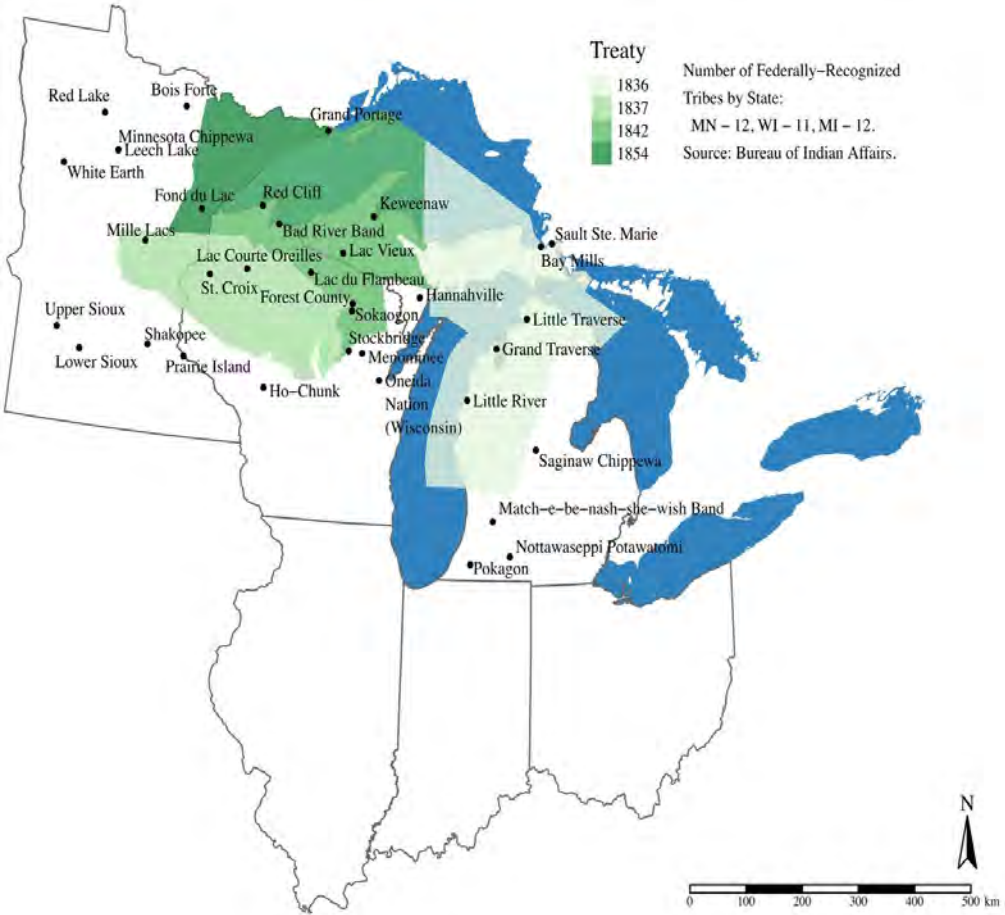 Treaty
1836
1837
1842
1854
Number of Federally-Recognized
Tribes by State:
MN - 12, WI - 11, MI - 12.
Source: Bureau of Indian Affairs.
Red Lake
Bois Forte
Grand Portage
Minnesota Chippewa
Leech Lake
White Earth
Fond du Lac
Red Cliff
Keweenaw
Mille Lacs
Bad River Band
Sault Ste. Marie
Bay Mills
Lac Courte Oreilles
Lac Vieux
St. Croix
Lac du Flambeau
Forest County
Hannahville
Upper Sioux
Sokaogon
Little Traverse
Shakopee
Stockbridge
Grand Traverse
Lower Sioux
Prairie Island
Menominee
Ho-Chunk
Oneida
Nation
(Wisconsin)
Little River
Saginaw Chippewa
Match-e-be-nash-she-wish Band
Nottawaseppi Potawatomi
Pokagon
N
0 100 200 300 400 500 km